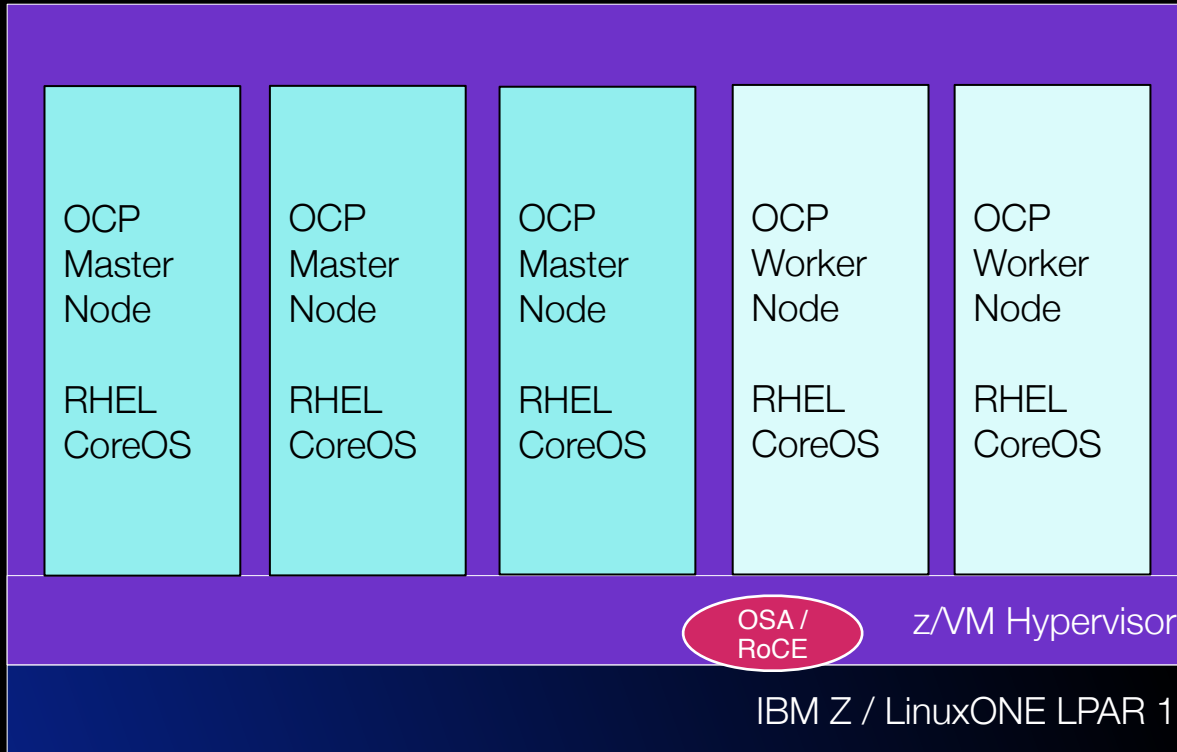 OCP
Master
Node
RHEL
CoreOS
OCP
Master
Node
RHEL
CoreOS
OCP
Master
Node
RHEL
CoreOS
OCP
Worker
Node
RHEL
CoreOS
OCP
Worker
Node
RHEL
CoreOS
OSA /
RoCE
z/VM Hypervisor
IBM Z / LinuxONE LPAR 1